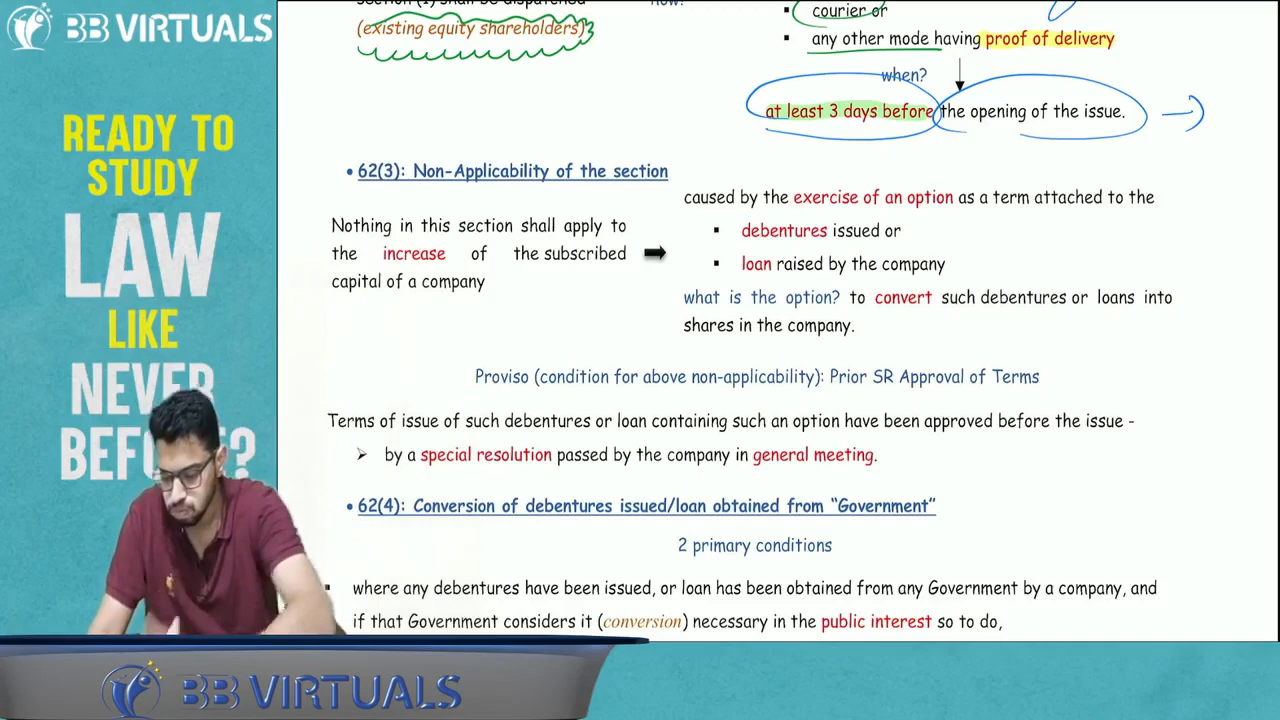 BB VIRTUALS
READY TO
STUDY
LAW
LIKE
NEVER
BEFORE?
(existing equity shareholders)
courier or
any other mode having proof of delivery
when?
at least 3 days before the opening of the issue.
• 62(3): Non-Applicability of the section
Nothing in this section shall apply to
the increase of the subscribed
capital of a company
caused by the exercise of an option as a term attached to the
▪ debentures issued or
▪ loan raised by the company
what is the option? to convert such debentures or loans into
shares in the company.
Proviso (condition for above non-applicability): Prior SR Approval of Terms
Terms of issue of such debentures or loan containing such an option have been approved before the issue -
➢ by a special resolution passed by the company in general meeting.
• 62(4): Conversion of debentures issued/loan obtained from “Government”
2 primary conditions
▪ where any debentures have been issued, or loan has been obtained from any Government by a company, and
if that Government considers it (conversion) necessary in the public interest so to do,
BB VIRTUALS